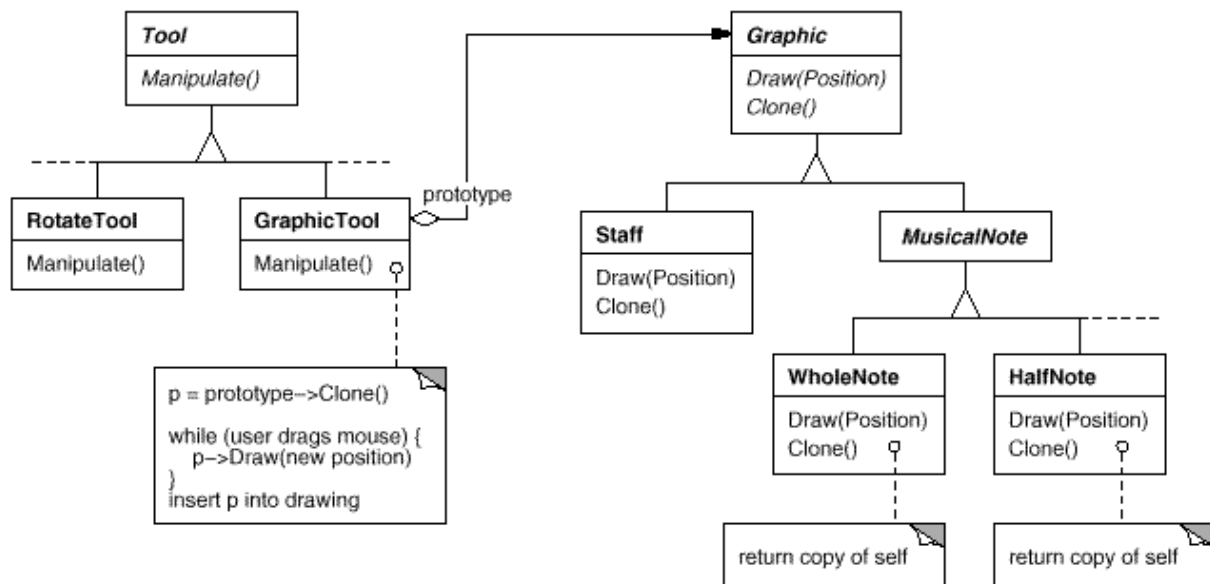 Tool
Manipulate()
Graphic
Draw(Position)
Clone()
prototype
RotateTool
Manipulate()
GraphicTool
Manipulate()
Staff
Draw(Position)
Clone()
MusicalNote
p = prototype–>Clone()
while (user drags mouse) {
p–>Draw(new position)
}
insert p into drawing
WholeNote
Draw(Position)
Clone()
HalfNote
Draw(Position)
Clone()
return copy of self
return copy of self